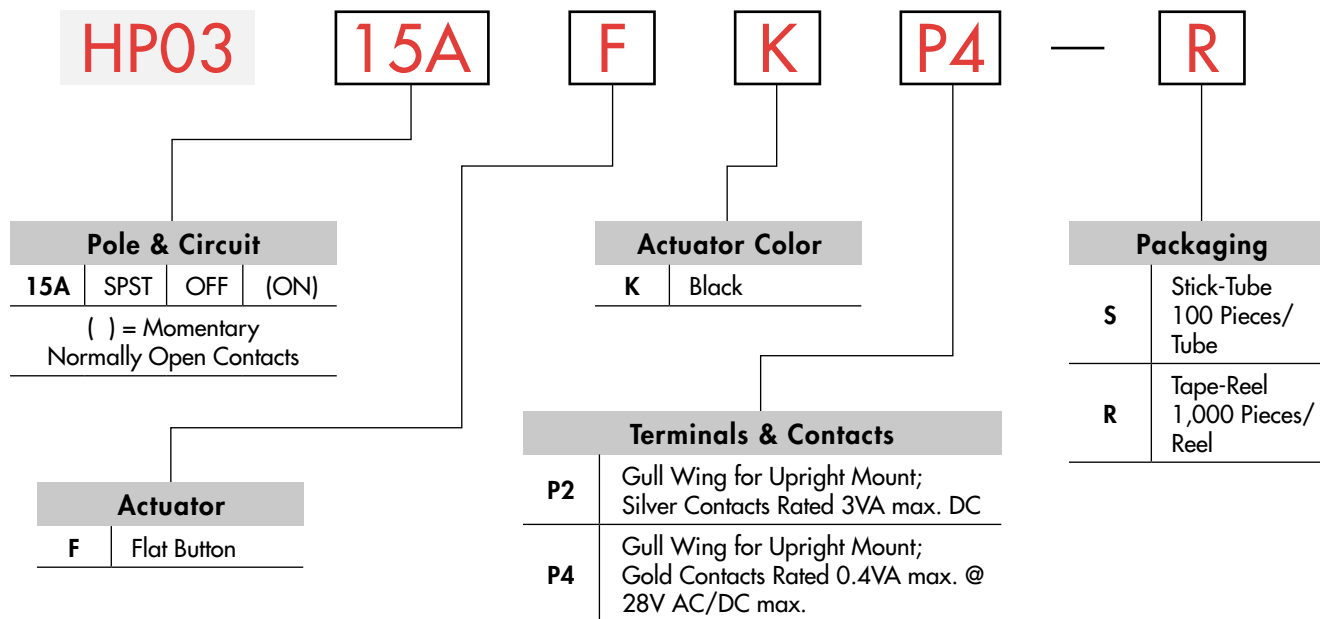 HP03 15A F K P4 — R
Pole & Circuit
15A SPST OFF (ON)
( ) = Momentary
Normally Open Contacts
Actuator Color
K Black
Packaging
S
Stick-Tube
100 Pieces/
Tube
R
Tape-Reel
1,000 Pieces/
Reel
Actuator
F Flat Button
Terminals & Contacts
P2
Gull Wing for Upright Mount;
Silver Contacts Rated 3VA max. DC
P4
Gull Wing for Upright Mount;
Gold Contacts Rated 0.4VA max. @
28V AC/DC max.